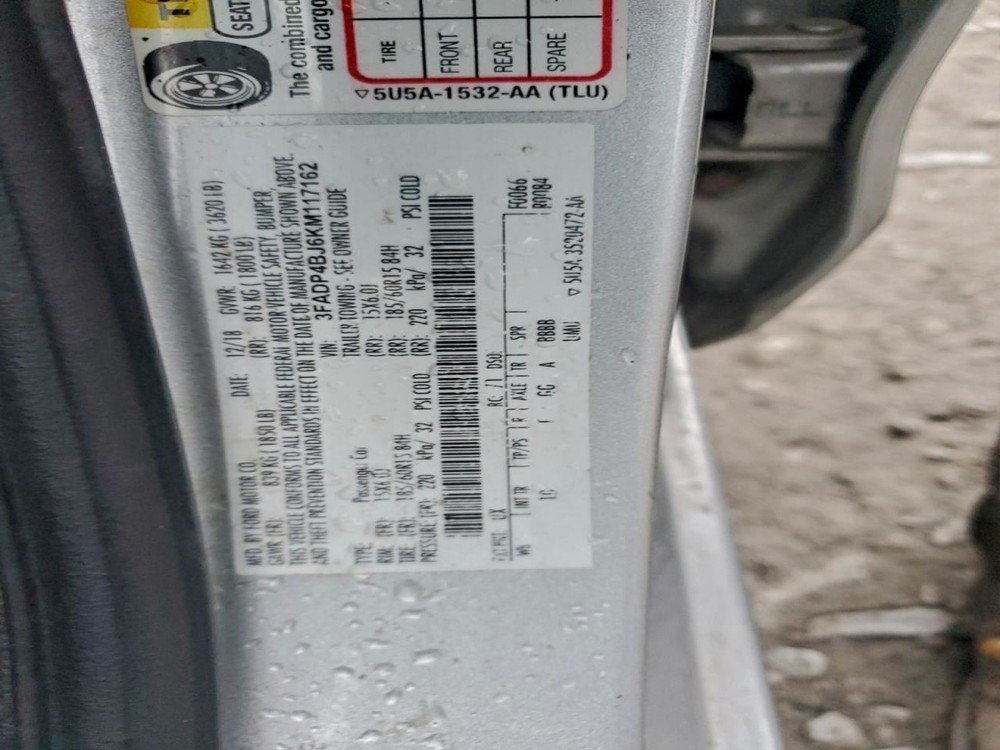 SEAT
The combined
and cargo
TIRE
FRONT
REAR
SPARE
5U5A-1532-AA (TLU)
MFD. BY FORD MOTOR CO.
DATE: 12/18 GVWR: 1642 KG ( 3620 LB)
GAWR (FR): 839 KG ( 1850 LB) (RR): 816 KG ( 1800 LB)
THIS VEHICLE CONFORMS TO ALL APPLICABLE FEDERAL MOTOR VEHICLE SAFETY, BUMPER,
AND THEFT PREVENTION STANDARDS IN EFFECT ON THE DATE OF MANUFACTURE SHOWN ABOVE.
VIN: 3FADP4BJ6KM117162
TYPE: Passenger Car TRAILER TOWING - SEE OWNER GUIDE
RIM: (FR): 15X6.0J (RR): 15X6.0J
TIRE: (FR): 185/60R15 84H (RR): 185/60R15 84H
PRESSURE (FR): 220 kPa/ 32 PSI COLD (RR): 220 kPa/ 32 PSI COLD
EXT PNT: UX RC: 71 DSO: F0066
WB INT TR TP/PS R AXLE TR SPR R0084
F GG A BBBB
UMU 5U5A 3520472-AA